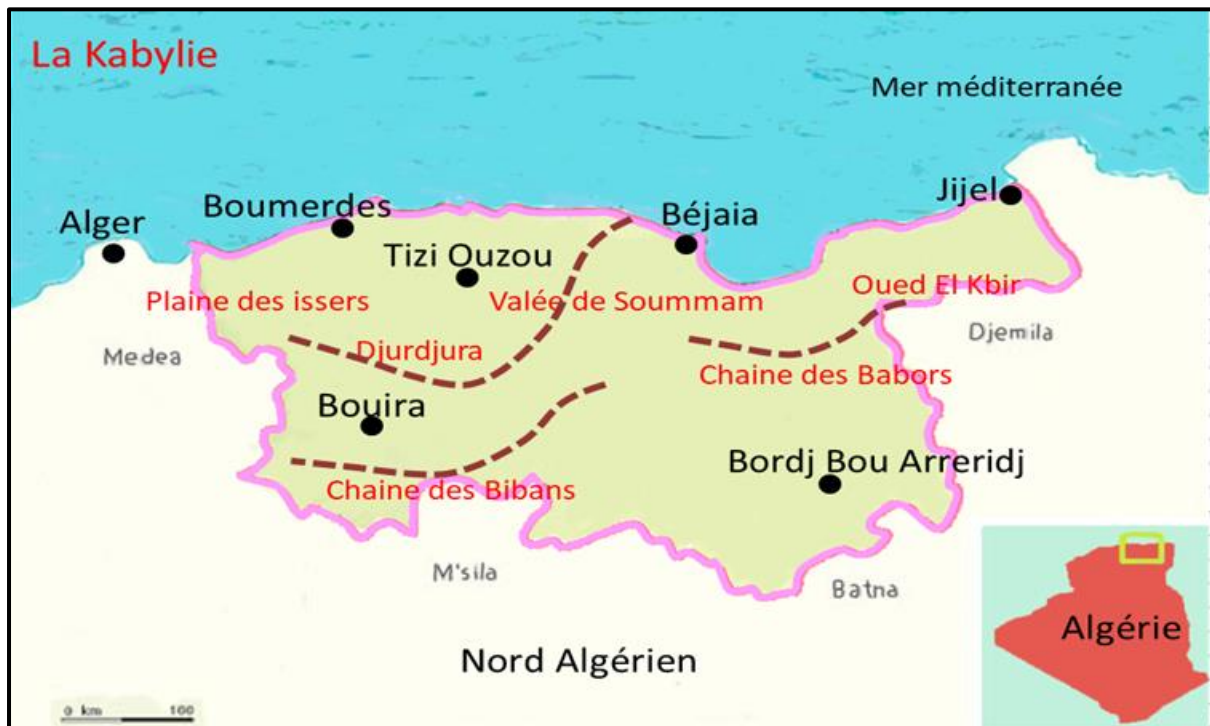 La Kabylie
Mer méditerranée
Jijel
Boumerdes
Béjaia
Alger
Tizi Ouzou
Oued El Kbir
Plaine des issers
Valée de Soummam
Djemila
Medea
Djurdjura
Chaine des Babors
Bouira
Bordj Bou Arreridj
Chaine des Bibans
M'sila
Batna
Algérie
Nord Algérien
0 km 100